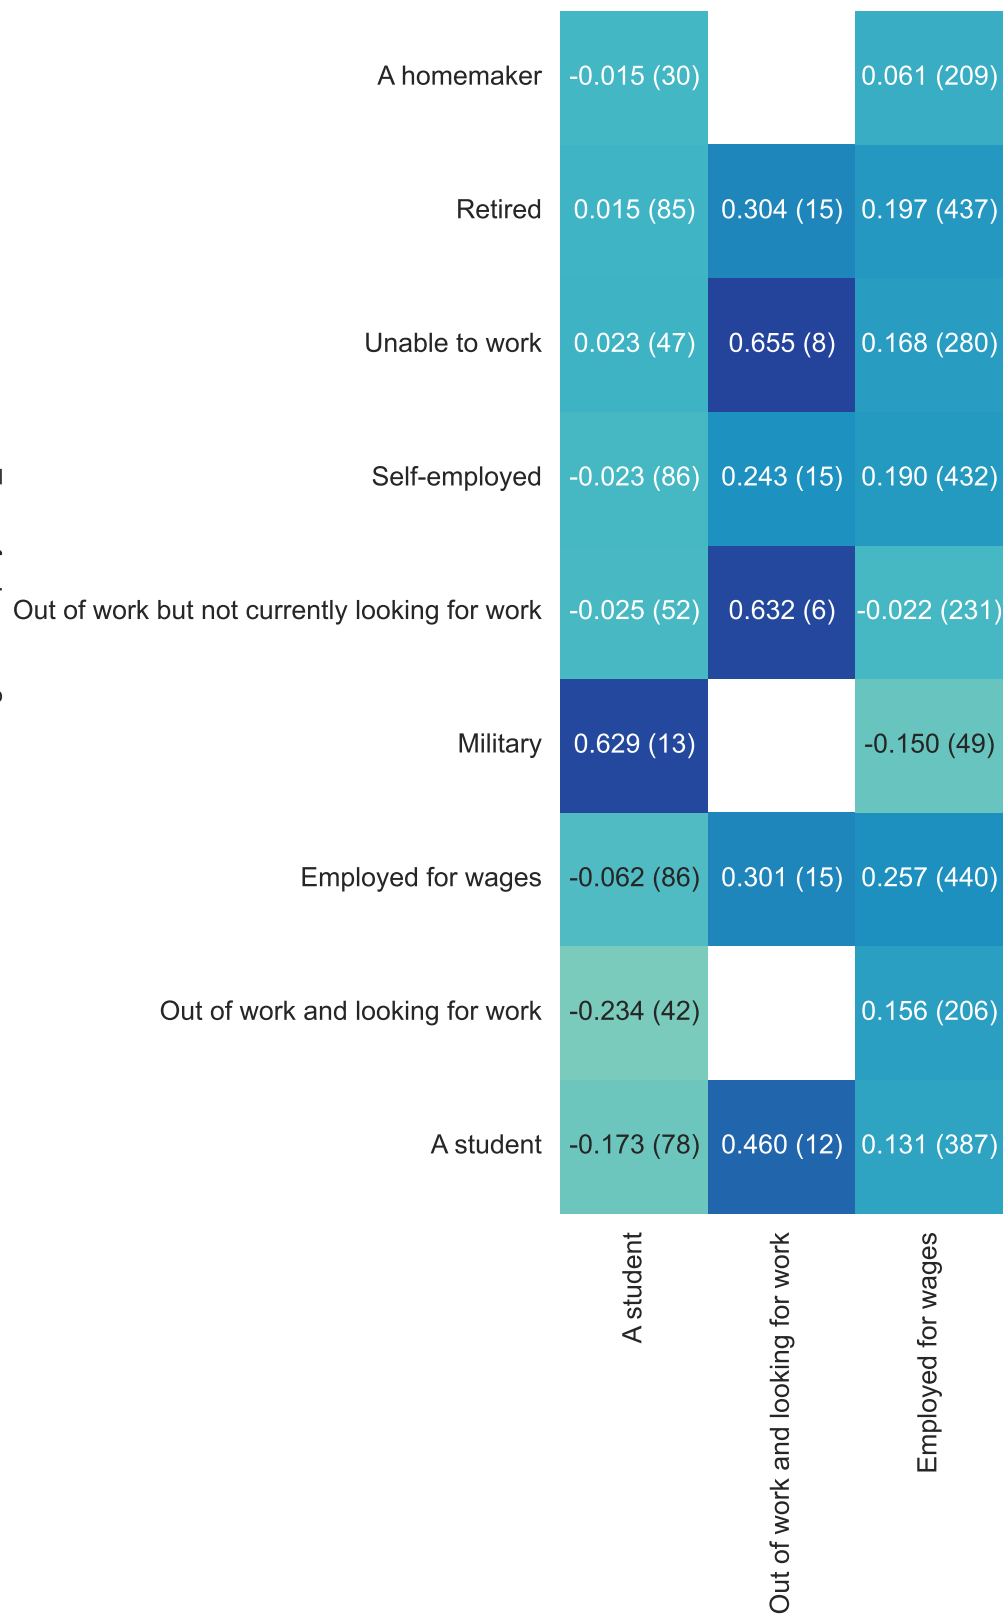 A homemaker -0.015 (30) 0.061 (209)
Retired 0.015 (85) 0.304 (15) 0.197 (437)
Unable to work 0.023 (47) 0.655 (8) 0.168 (280)
Self-employed -0.023 (86) 0.243 (15) 0.190 (432)
Out of work but not currently looking for work -0.025 (52) 0.632 (6) -0.022 (231)
Military 0.629 (13) -0.150 (49)
Employed for wages -0.062 (86) 0.301 (15) 0.257 (440)
Out of work and looking for work -0.234 (42) 0.156 (206)
A student -0.173 (78) 0.460 (12) 0.131 (387)
A student
Out of work and looking for work
Employed for wages